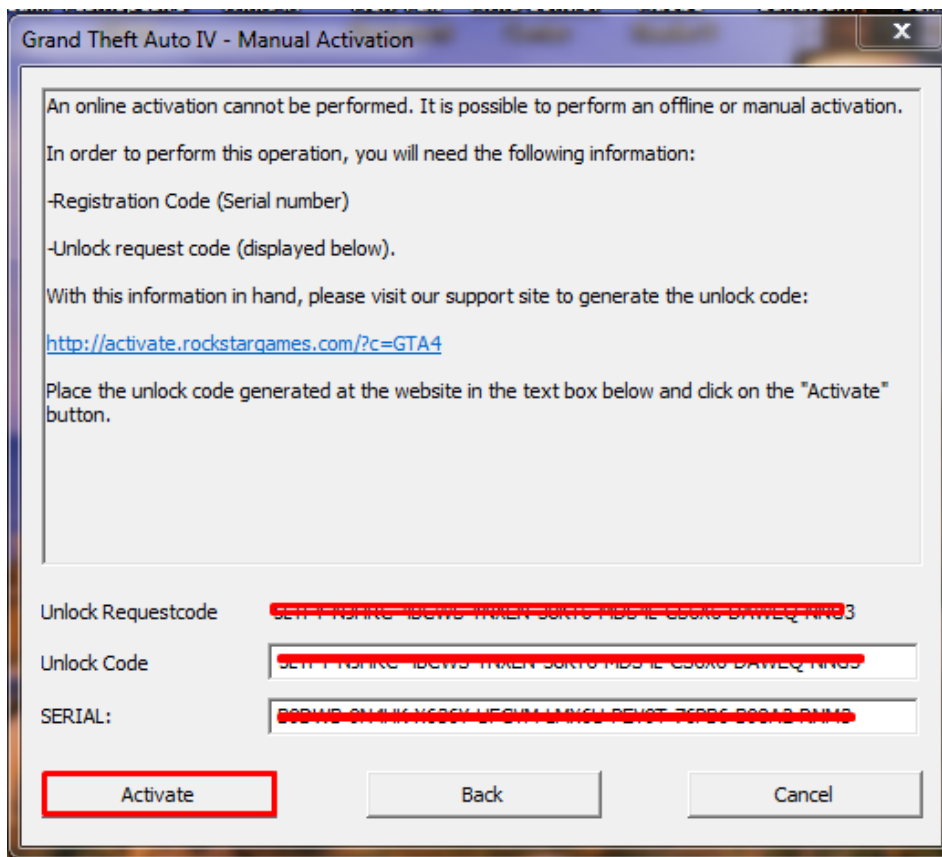 Grand Theft Auto IV - Manual Activation
x
An online activation cannot be performed. It is possible to perform an offline or manual activation.
In order to perform this operation, you will need the following information:
-Registration Code (Serial number)
-Unlock request code (displayed below).
With this information in hand, please visit our support site to generate the unlock code:
http://activate.rockstargames.com/?c=GTA4
Place the unlock code generated at the website in the text box below and click on the "Activate"
button.
Unlock Requestcode
Unlock Code
SERIAL:
Activate Back Cancel